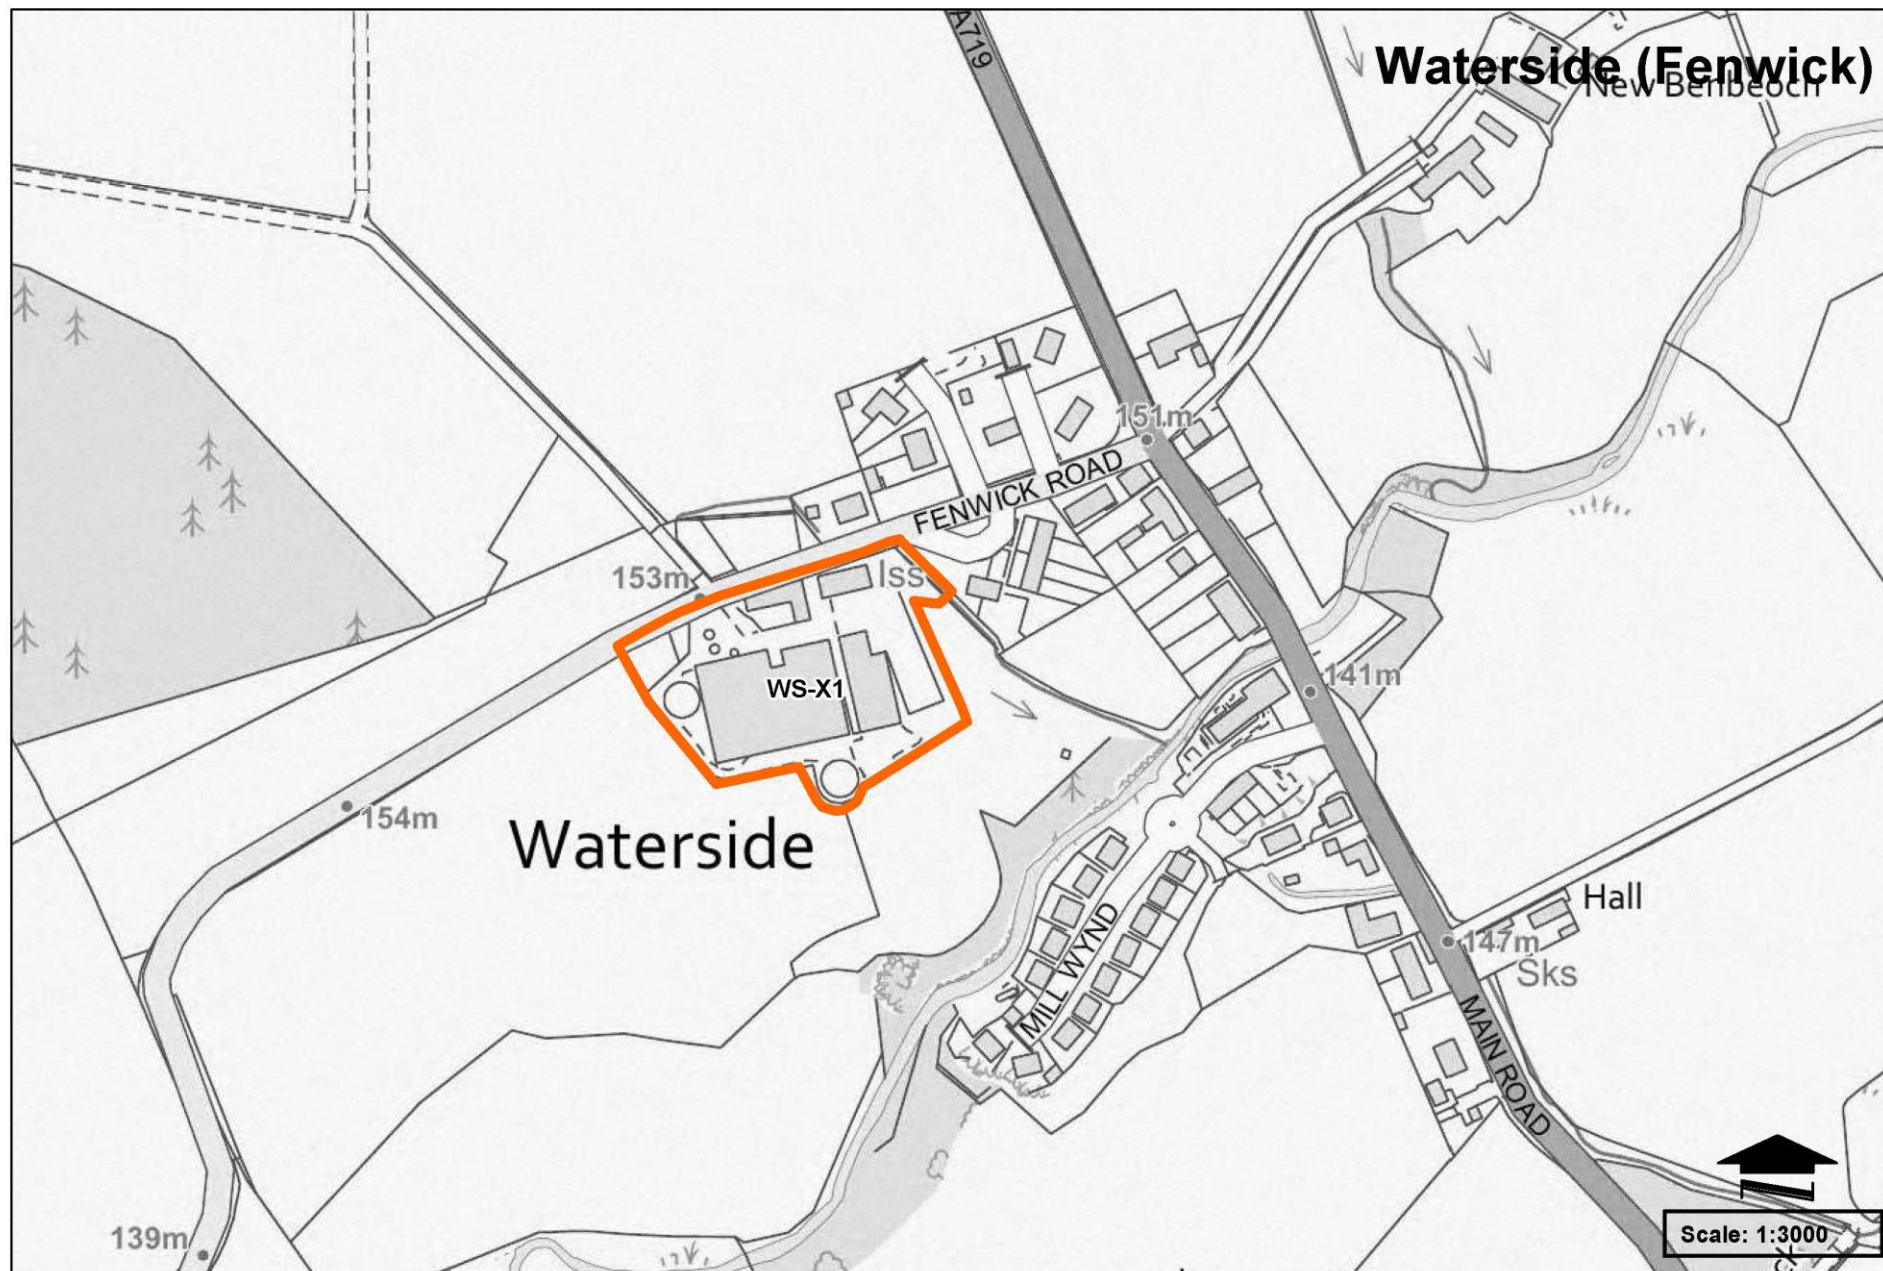 A719
Waterside (Fenwick)
New Benbeoch
151m
FENWICK ROAD
153m
Iss
WS-X1
141m
154m
Waterside
Hall
MILL WYND
147m
Sks
MAIN ROAD
139m
Scale: 1:3000